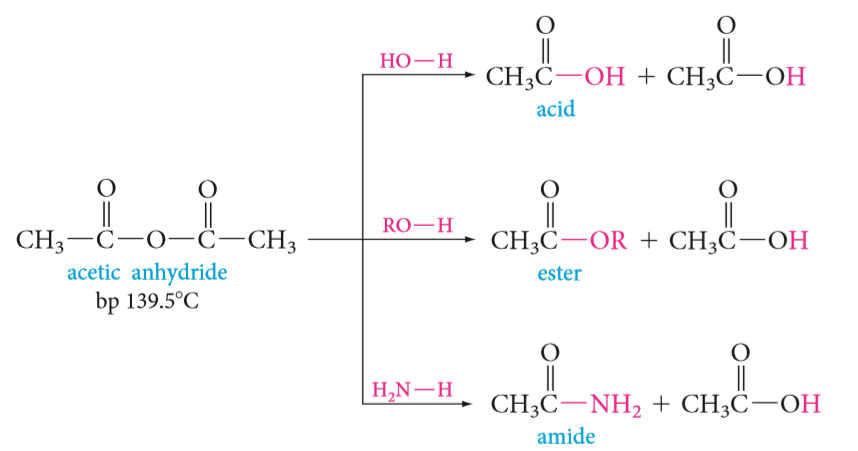 O O
HO—H CH₃C—OH + CH₃C—OH
acid
O O O O
CH₃—C—O—C—CH₃ RO—H CH₃C—OR + CH₃C—OH
acetic anhydride ester
bp 139.5°C
O O
H₂N—H CH₃C—NH₂ + CH₃C—OH
amide